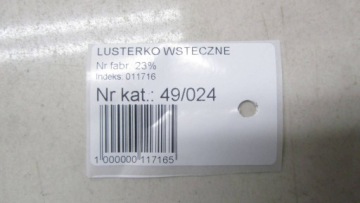 LUSTERKO WSTECZNE
Nr fabr. 23%
Indeks: 011716
Nr kat.: 49/024
1 000000 117165